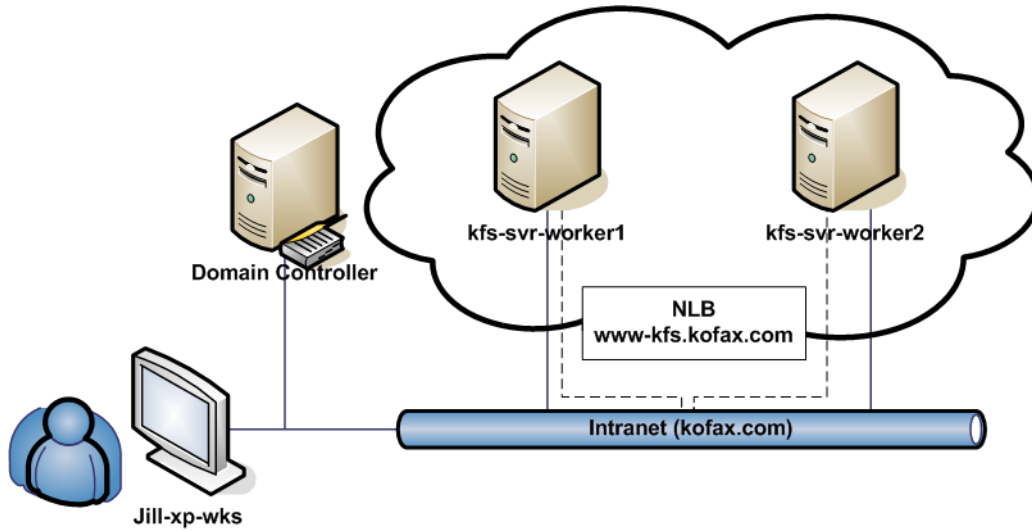 kfs-svr-worker1
kfs-svr-worker2
Domain Controller
NLB
www-kfs.kofax.com
Intranet (kofax.com)
Jill-xp-wks